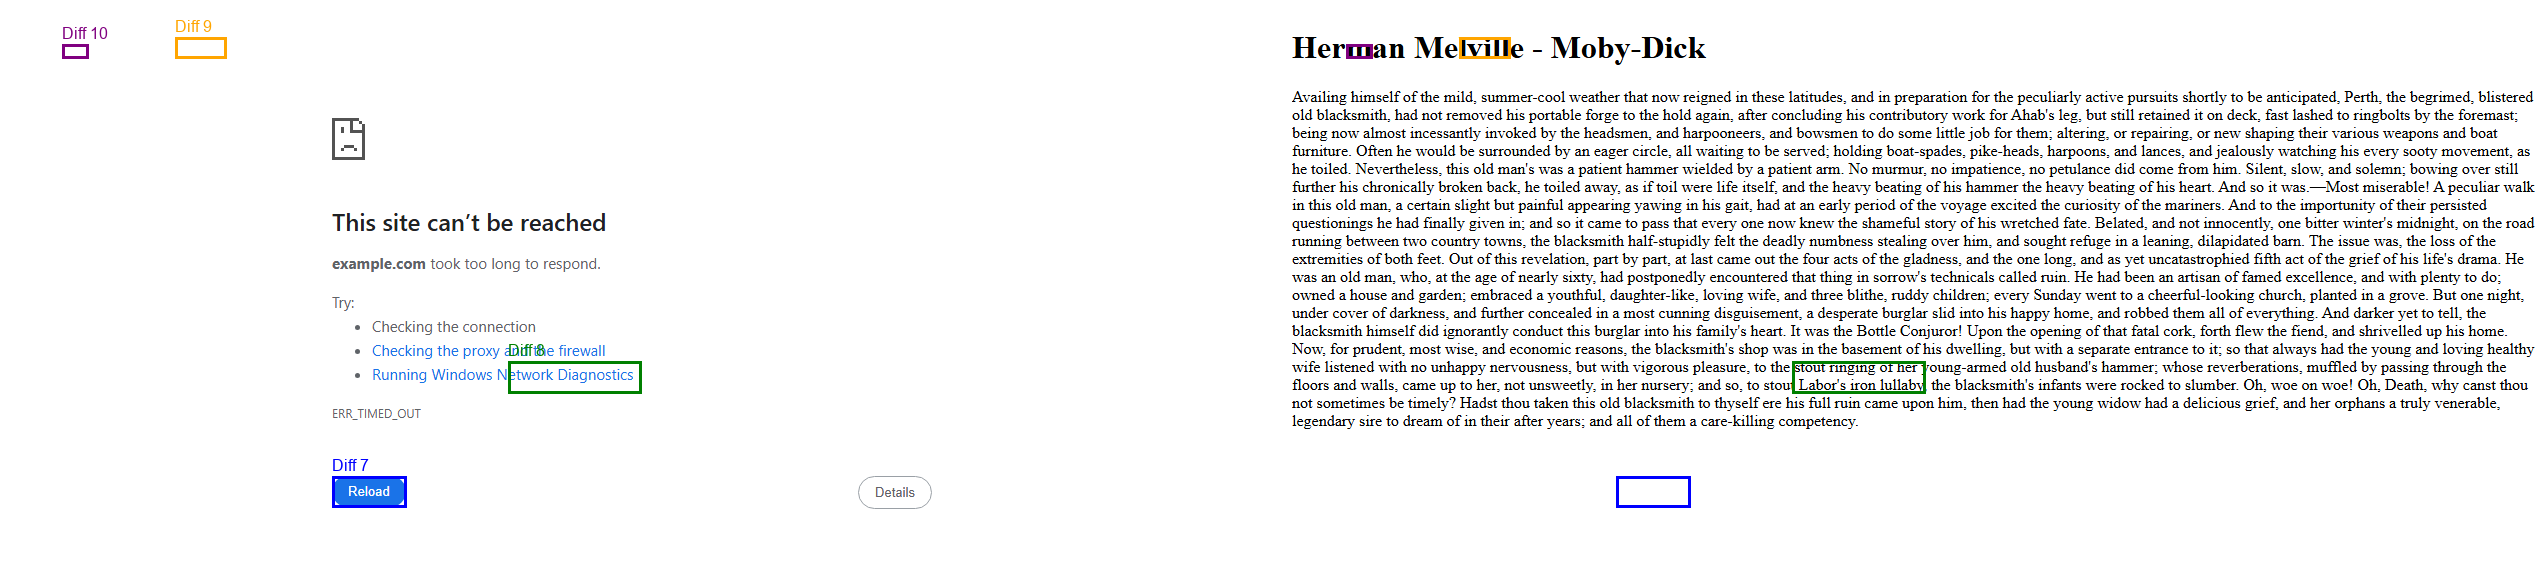 Diff 10
Diff 9
This site can’t be reached
example.com took too long to respond.
Try:
Checking the connection
Diff 8
Checking the proxy and the firewall
Running Windows Network Diagnostics
ERR_TIMED_OUT
Diff 7
Reload
Details
Herman Melville - Moby-Dick
Availing himself of the mild, summer-cool weather that now reigned in these latitudes, and in preparation for the peculiarly active pursuits shortly to be anticipated, Perth, the begrimed, blistered
old blacksmith, had not removed his portable forge to the hold again, after concluding his contributory work for Ahab's leg, but still retained it on deck, fast lashed to ringbolts by the foremast;
being now almost incessantly invoked by the headsmen, and harpooneers, and bowsmen to do some little job for them; altering, or repairing, or new shaping their various weapons and boat
furniture. Often he would be surrounded by an eager circle, all waiting to be served; holding boat-spades, pike-heads, harpoons, and lances, and jealously watching his every sooty movement, as
he toiled. Nevertheless, this old man's was a patient hammer wielded by a patient arm. No murmur, no impatience, no petulance did come from him. Silent, slow, and solemn; bowing over still
further his chronically broken back, he toiled away, as if toil were life itself, and the heavy beating of his hammer the heavy beating of his heart. And so it was.—Most miserable! A peculiar walk
in this old man, a certain slight but painful appearing yawing in his gait, had at an early period of the voyage excited the curiosity of the mariners. And to the importunity of their persisted
questionings he had finally given in; and so it came to pass that every one now knew the shameful story of his wretched fate. Belated, and not innocently, one bitter winter's midnight, on the road
running between two country towns, the blacksmith half-stupidly felt the deadly numbness stealing over him, and sought refuge in a leaning, dilapidated barn. The issue was, the loss of the
extremities of both feet. Out of this revelation, part by part, at last came out the four acts of the gladness, and the one long, and as yet uncatastrophied fifth act of the grief of his life's drama. He
was an old man, who, at the age of nearly sixty, had postponedly encountered that thing in sorrow's technicals called ruin. He had been an artisan of famed excellence, and with plenty to do;
owned a house and garden; embraced a youthful, daughter-like, loving wife, and three blithe, ruddy children; every Sunday went to a cheerful-looking church, planted in a grove. But one night,
under cover of darkness, and further concealed in a most cunning disguisement, a desperate burglar slid into his happy home, and robbed them all of everything. And darker yet to tell, the
blacksmith himself did ignorantly conduct this burglar into his family's heart. It was the Bottle Conjuror! Upon the opening of that fatal cork, forth flew the fiend, and shrivelled up his home.
Now, for prudent, most wise, and economic reasons, the blacksmith's shop was in the basement of his dwelling, but with a separate entrance to it; so that always had the young and loving healthy
wife listened with no unhappy nervousness, but with vigorous pleasure, to the stout ringing of her young-armed old husband's hammer; whose reverberations, muffled by passing through the
floors and walls, came up to her, not unsweetly, in her nursery; and so, to stout Labor's iron lullaby, the blacksmith's infants were rocked to slumber. Oh, woe on woe! Oh, Death, why canst thou
not sometimes be timely? Hadst thou taken this old blacksmith to thyself ere his full ruin came upon him, then had the young widow had a delicious grief, and her orphans a truly venerable,
legendary sire to dream of in their after years; and all of them a care-killing competency.